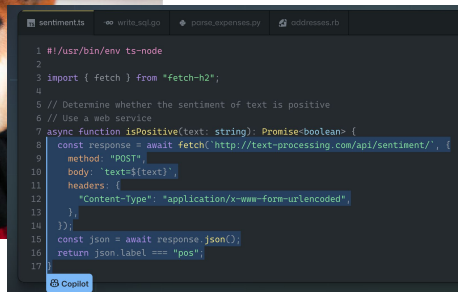 sentiment.ts write_sql.go parse_expenses.py addresses.rb
1 #!/usr/bin/env ts-node
2
3 import { fetch } from "fetch-h2";
4
5 // Determine whether the sentiment of text is positive
6 // Use a web service
7 async function isPositive(text: string): Promise<boolean> {
8 const response = await fetch(`http://text-processing.com/api/sentiment/`, {
9 method: "POST",
10 body: `text=${text}`,
11 headers: {
12 "Content-Type": "application/x-www-form-urlencoded",
13 },
14 });
15 const json = await response.json();
16 return json.label === "pos";
17 }
Copilot